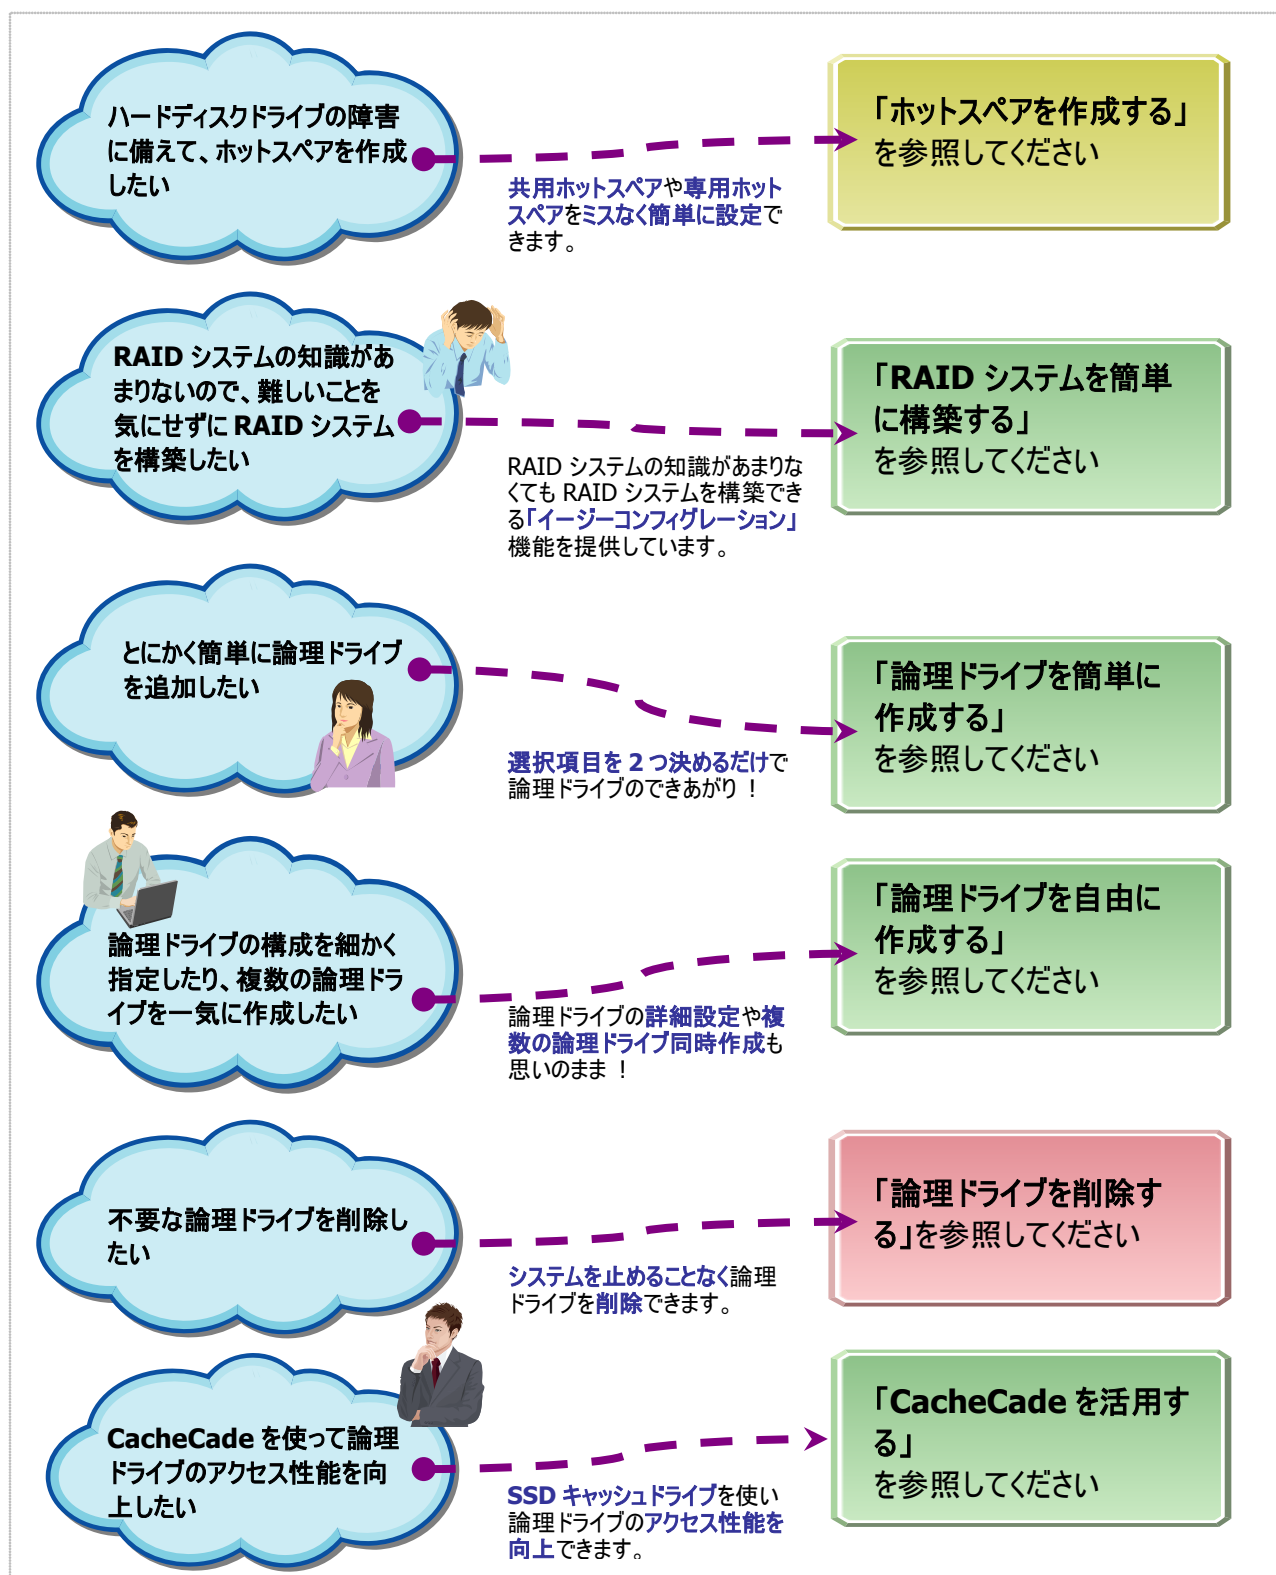 ハードディスクドライブの障害
に備えて、ホットスペアを作成
したい
共用ホットスペアや専用ホット
スペアをミスなく簡単に設定で
きます。
「ホットスペアを作成する」
を参照してください
RAID システムの知識があ
まりないので、難しいことを
気にせずに RAID システム
を構築したい
RAID システムの知識があまりな
くても RAID システムを構築でき
る「イージーコンフィグレーション」
機能を提供しています。
「RAID システムを簡単
に構築する」
を参照してください
とにかく簡単に論理ドライブ
を追加したい
選択項目を 2 つ決めるだけで
論理ドライブのできあがり！
「論理ドライブを簡単に
作成する」
を参照してください
論理ドライブの構成を細かく
指定したり、複数の論理ドラ
イブを一気に作成したい
論理ドライブの詳細設定や複
数の論理ドライブ同時作成も
思いのまま！
「論理ドライブを自由に
作成する」
を参照してください
不要な論理ドライブを削除し
たい
システムを止めることなく論理
ドライブを削除できます。
「論理ドライブを削除す
る」を参照してください
CacheCade を使って論理
ドライブのアクセス性能を向
上したい
SSD キャッシュドライブを使い
論理ドライブのアクセス性能を
向上できます。
「CacheCade を活用す
る」
を参照してください